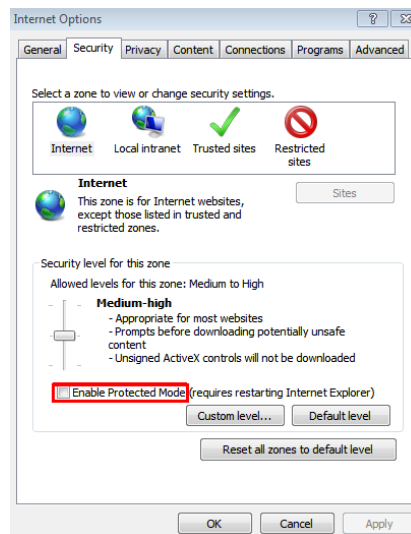 Internet Options
General Security Privacy Content Connections Programs Advanced
Select a zone to view or change security settings.
Internet Local intranet Trusted sites Restricted
sites
Internet
Sites
This zone is for Internet websites,
except those listed in trusted and
restricted zones.
Security level for this zone
Allowed levels for this zone: Medium to High
Medium-high
- Appropriate for most websites
- Prompts before downloading potentially unsafe
content
- Unsigned ActiveX controls will not be downloaded
Enable Protected Mode (requires restarting Internet Explorer)
Custom level... Default level
Reset all zones to default level
OK Cancel Apply